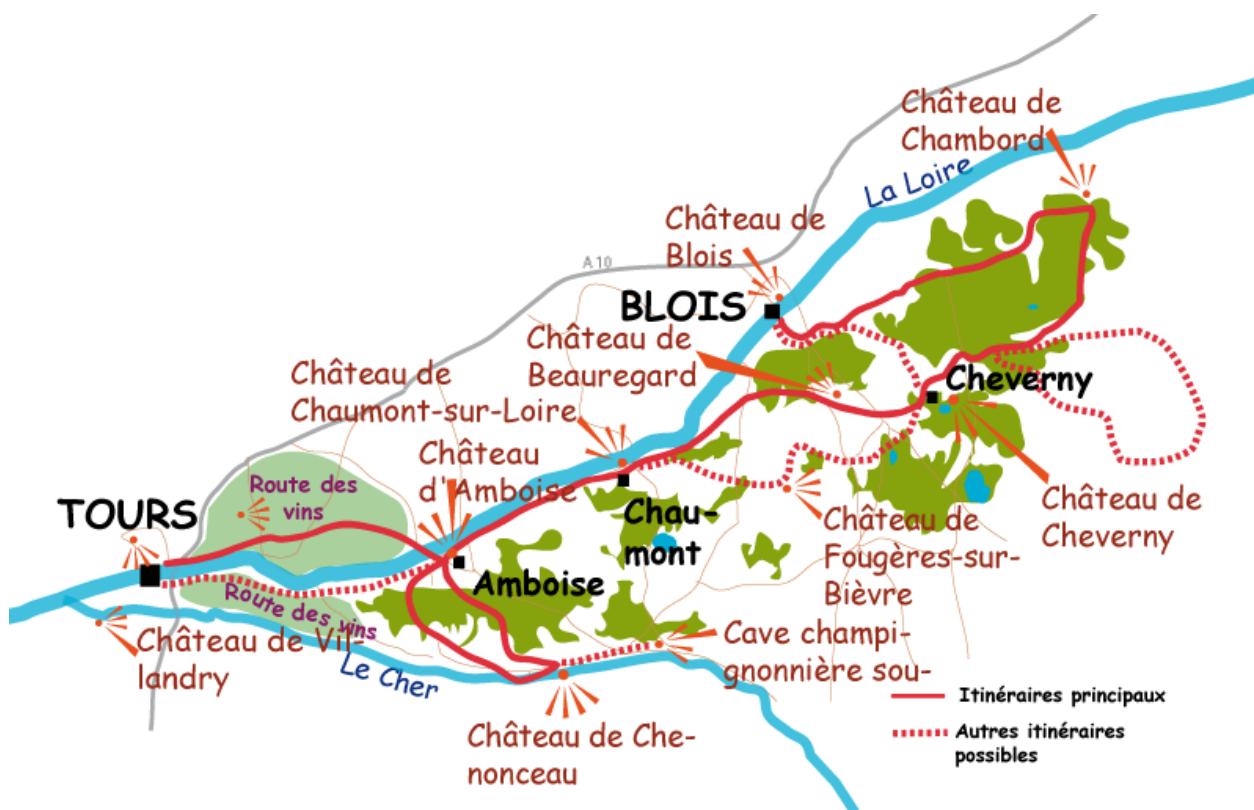 Château de
Chambord
La Loire
Château de
Blois
A 10
BLOIS
Château de
Beauregard
Cheverny
Château de
Chaumont-sur-Loire
Château
d'Amboise
Route des
vins
TOURS
Château de
Cheverny
Chau-
mont
Château de
Fougères-sur-
Bièvre
Amboise
Route des vins
Château de Vil-
landry
Le Cher
Cave champi-
gnonnière sou-
Château de Che-
nonceau
Itinéraires principaux
Autres itinéraires
possibles